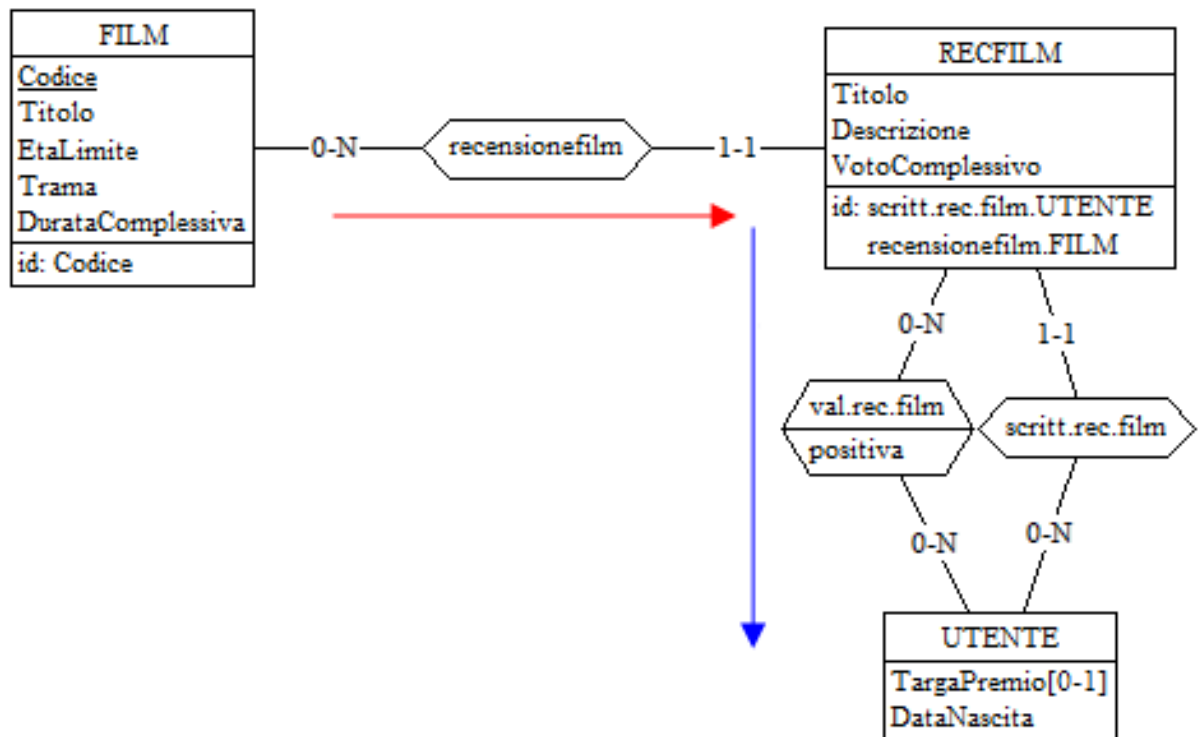 FILM
Codice
Titolo
EtaLimite
Trama
DurataComplessiva
id: Codice
0-N
recensionefilm
1-1
RECFILM
Titolo
Descrizione
VotoComplessivo
id: scritt.rec.film.UTENTE
recensionefilm.FILM
0-N
1-1
val.rec.film
positiva
scritt.rec.film
0-N
0-N
UTENTE
TargaPremio[0-1]
DataNascita